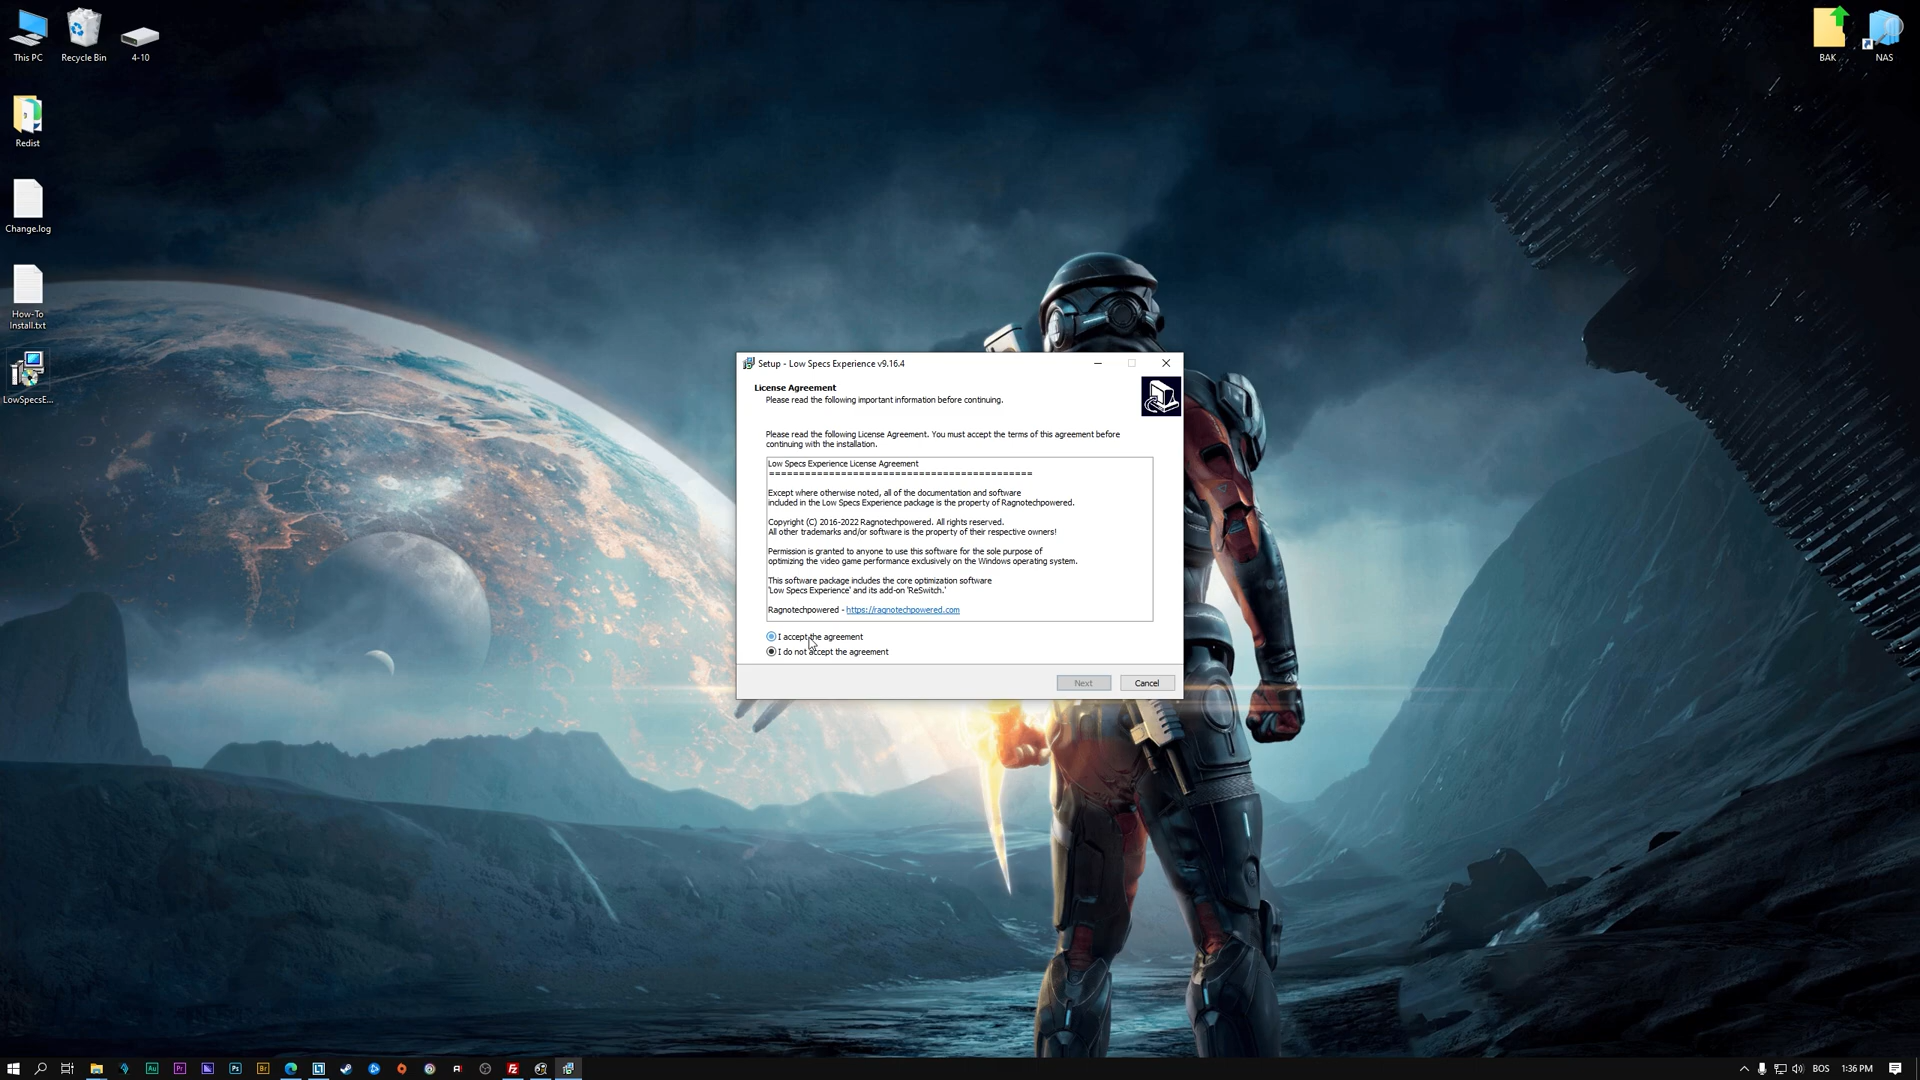 This PC
Recycle Bin
4-10
BAK
NAS
Redist
Change.log
How-To
Install.txt
LowSpecsE...
Setup - Low Specs Experience v9.16.4
License Agreement
Please read the following important information before continuing.
Please read the following License Agreement. You must accept the terms of this agreement before
continuing with the installation.
Low Specs Experience License Agreement
============================================
Except where otherwise noted, all of the documentation and software
included in the Low Specs Experience package is the property of Ragnotechpowered.
Copyright (C) 2016-2022 Ragnotechpowered. All rights reserved.
All other trademarks and/or software is the property of their respective owners!
Permission is granted to anyone to use this software for the sole purpose of
optimizing the video game performance exclusively on the Windows operating system.
This software package includes the core optimization software
'Low Specs Experience' and its add-on 'ReSwitch.'
Ragnotechpowered - https://ragnotechpowered.com
I accept the agreement
I do not accept the agreement
Next
Cancel
Au
Pr
Ps
Br
Fz
BOS
1:36 PM